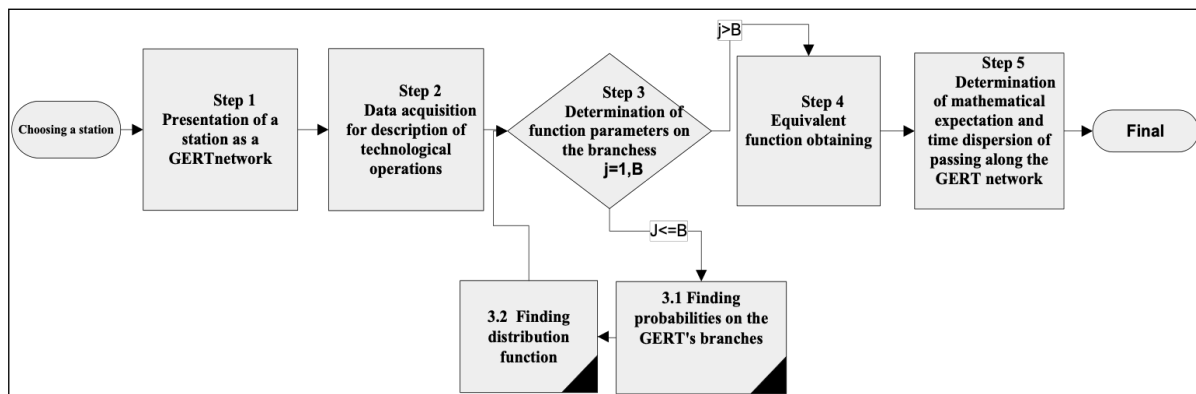 Choosing a station
Step 1
Presentation of a
station as a
GERTnetwork
Step 2
Data acquisition
for description of
technological
operations
Step 3
Determination of
function parameters on
the branchess
j=1,B
j>B
J<=B
3.1 Finding
probabilities on the
GERT's branches
3.2 Finding
distribution
function
Step 4
Equivalent
function obtaining
Step 5
Determination
of mathematical
expectation and
time dispersion of
passing along the
GERT network
Final